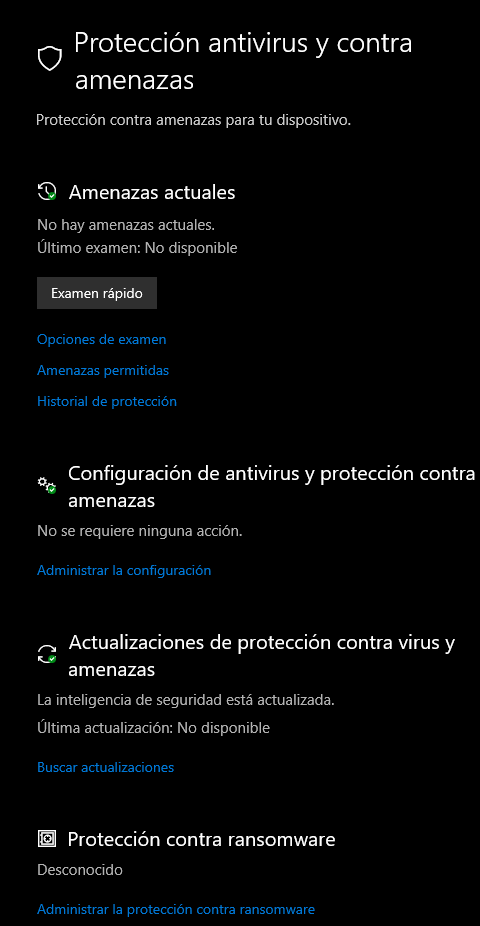 Protección antivirus y contra
amenazas
Protección contra amenazas para tu dispositivo.
Amenazas actuales
No hay amenazas actuales.
Último examen: No disponible
Examen rápido
Opciones de examen
Amenazas permitidas
Historial de protección
Configuración de antivirus y protección contra
amenazas
No se requiere ninguna acción.
Administrar la configuración
Actualizaciones de protección contra virus y
amenazas
La inteligencia de seguridad está actualizada.
Última actualización: No disponible
Buscar actualizaciones
Protección contra ransomware
Desconocido
Administrar la protección contra ransomware